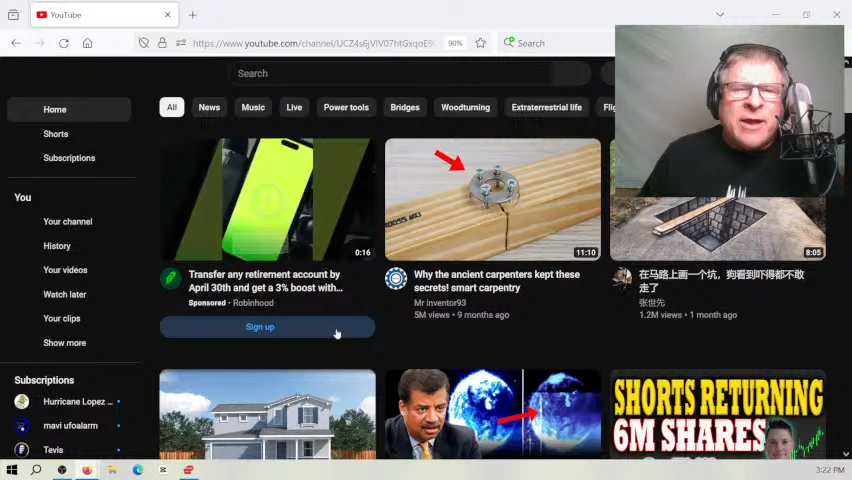 YouTube
https://www.youtube.com/channel/UCZ4s6jVIV07htGxqoE9
90%
Search
Search
Home
Shorts
Subscriptions
You
Your channel
History
Your videos
Watch later
Your clips
Show more
Subscriptions
Hurricane Lopez ...
mavi ufoalarm
Tevis
All
News
Music
Live
Power tools
Bridges
Woodturning
Extraterrestrial life
0:16
Transfer any retirement account by
April 30th and get a 3% boost with...
Sponsored • Robinhood
Sign up
11:10
Why the ancient carpenters kept these
secrets! smart carpentry
Mr inventor93
5M views • 9 months ago
8:05
在马路上画一个坑，狗看到吓得都不敢
走了
张世先
1.2M views • 1 month ago
SHORTS RETURNING
6M SHARES
3:22 PM